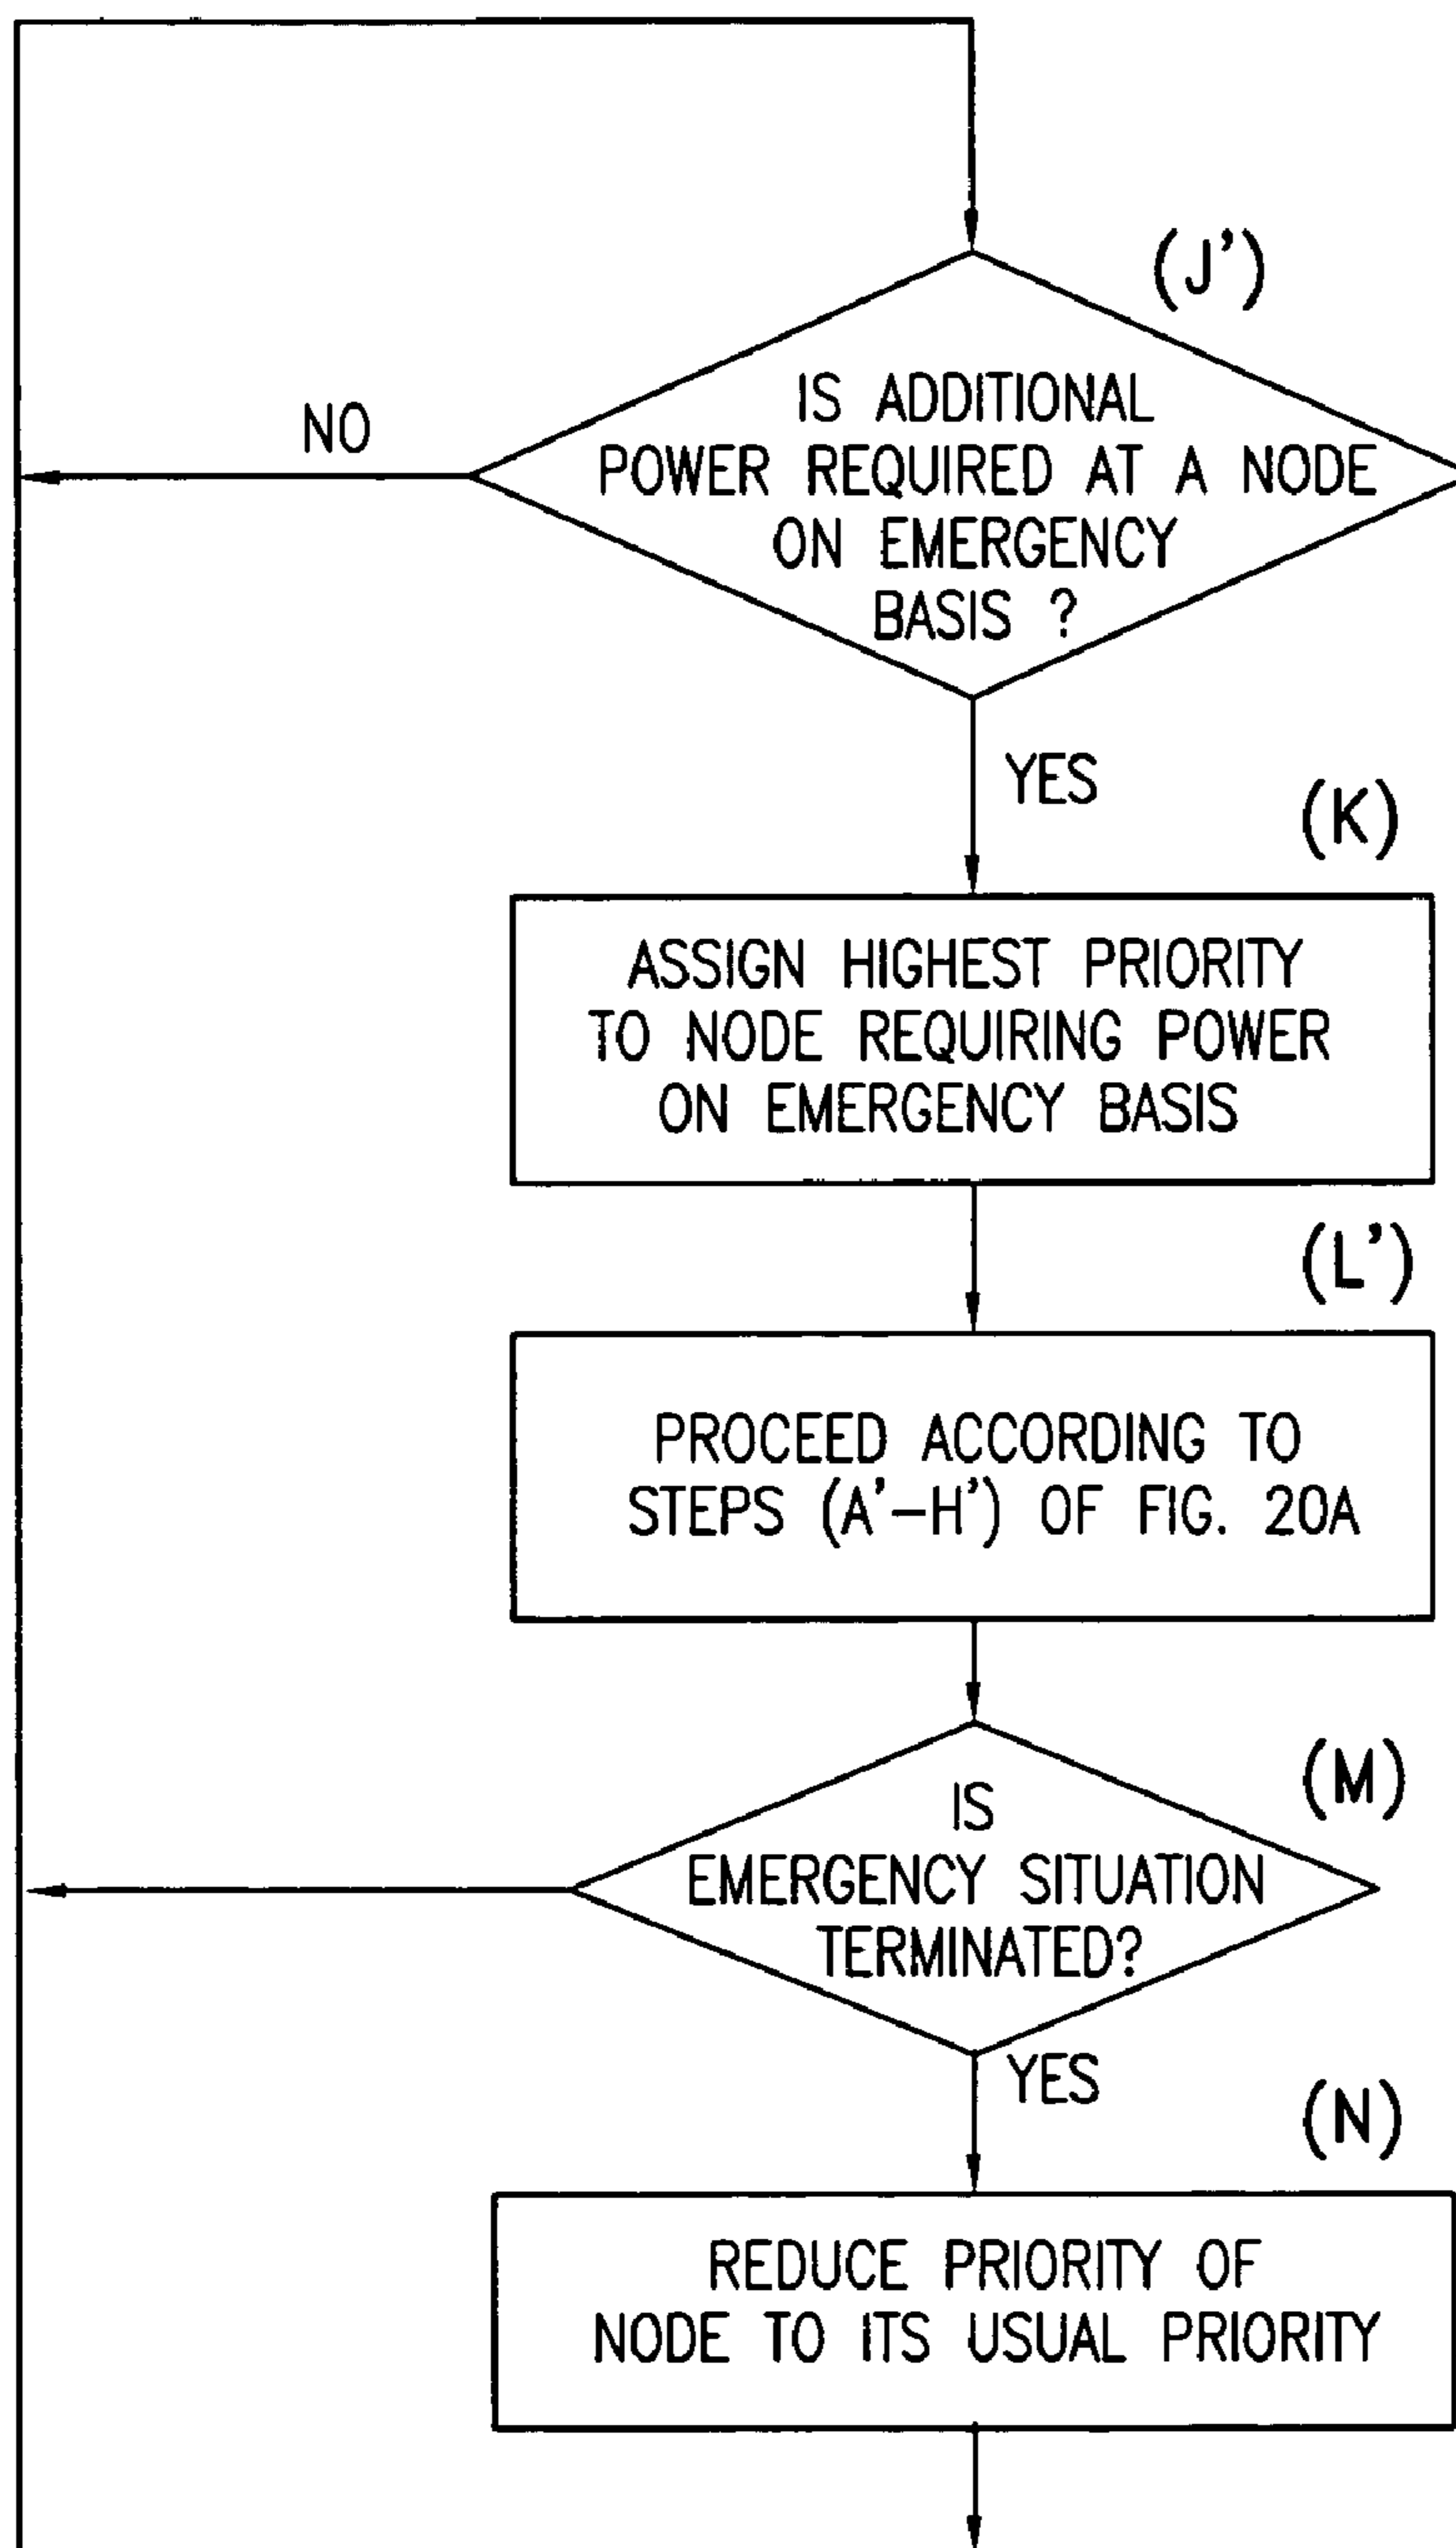 (J')
IS ADDITIONAL
POWER REQUIRED AT A NODE
ON EMERGENCY
BASIS ?
NO
YES
(K)
ASSIGN HIGHEST PRIORITY
TO NODE REQUIRING POWER
ON EMERGENCY BASIS
(L')
PROCEED ACCORDING TO
STEPS (A'-H') OF FIG. 20A
(M)
IS
EMERGENCY SITUATION
TERMINATED?
YES
(N)
REDUCE PRIORITY OF
NODE TO ITS USUAL PRIORITY